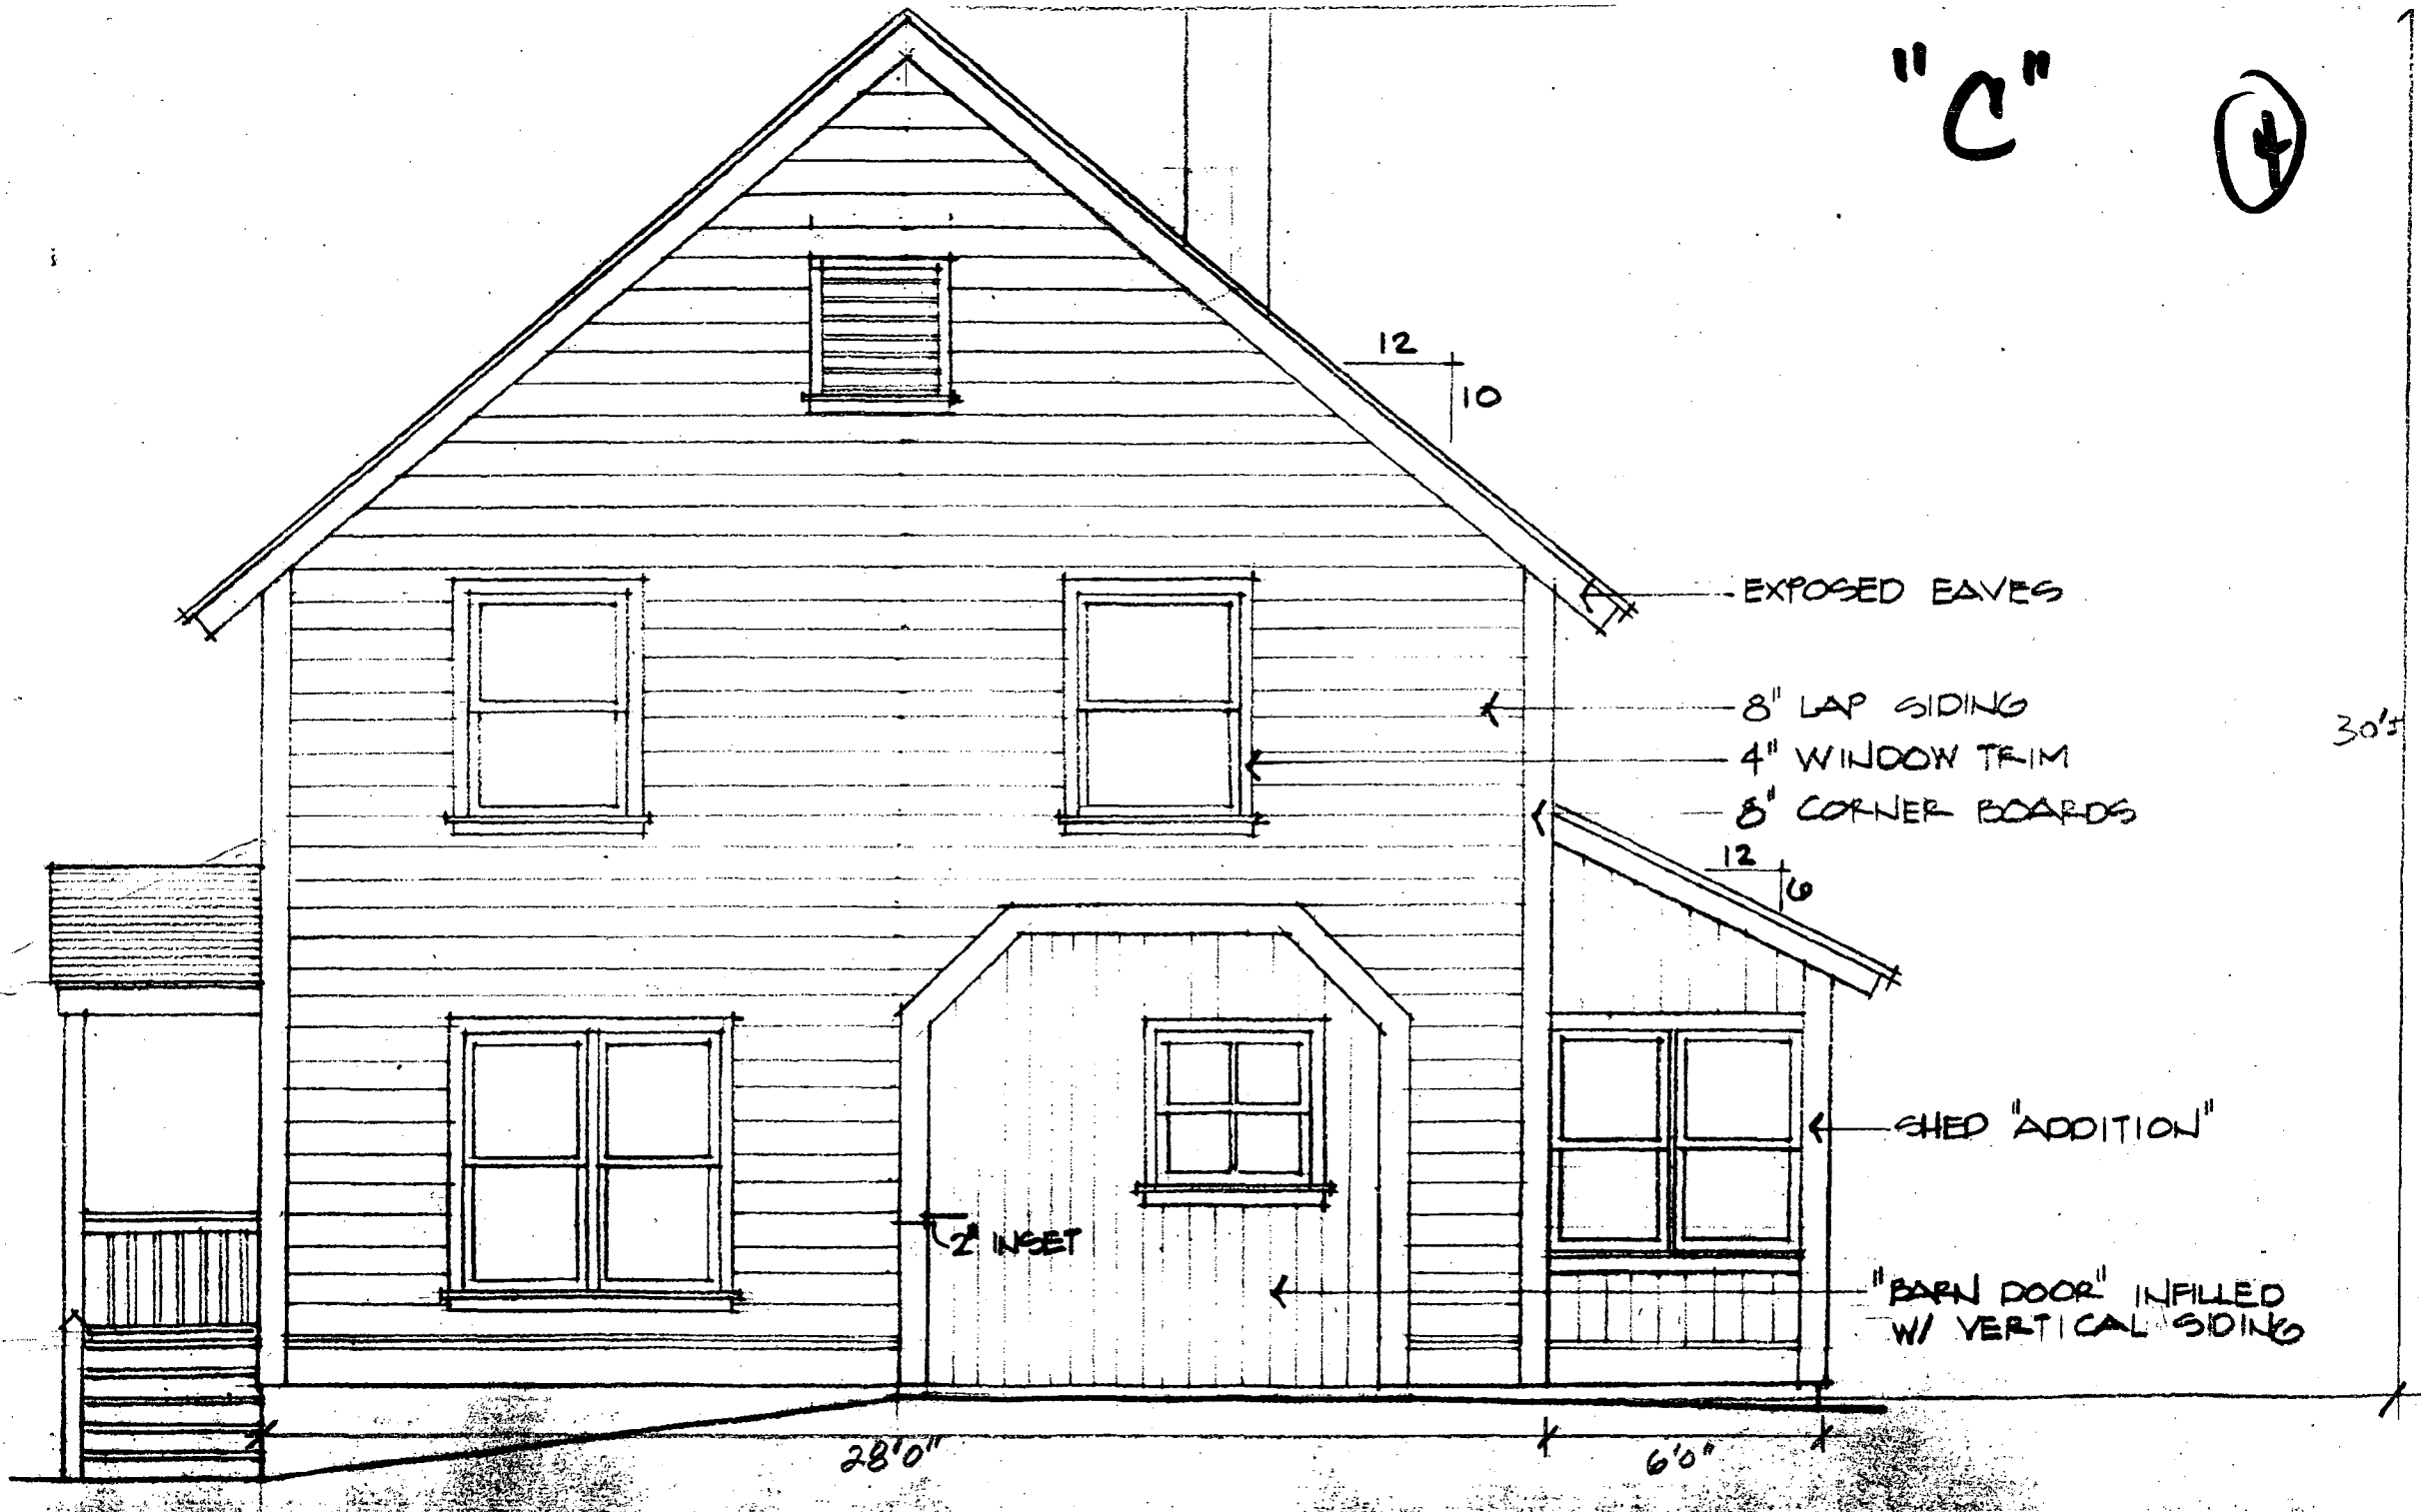 "C"
4
12
10
EXPOSED EAVES
8" LAP SIDING
30'±
4" WINDOW TRIM
8" CORNER BOARDS
12
6
SHED "ADDITION"
2" INSET
"BARN DOOR" INFILLED
W/ VERTICAL SIDING
28'0"
6'0"